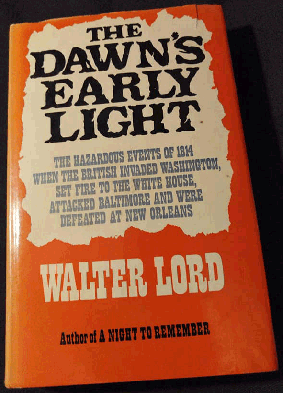 THE
DAWN'S
EARLY
LIGHT
THE HAZARDOUS EVENTS OF 1814
WHEN THE BRITISH INVADED WASHINGTON,
SET FIRE TO THE WHITE HOUSE,
ATTACKED BALTIMORE AND WERE
DEFEATED AT NEW ORLEANS
WALTER LORD
Author of A NIGHT TO REMEMBER